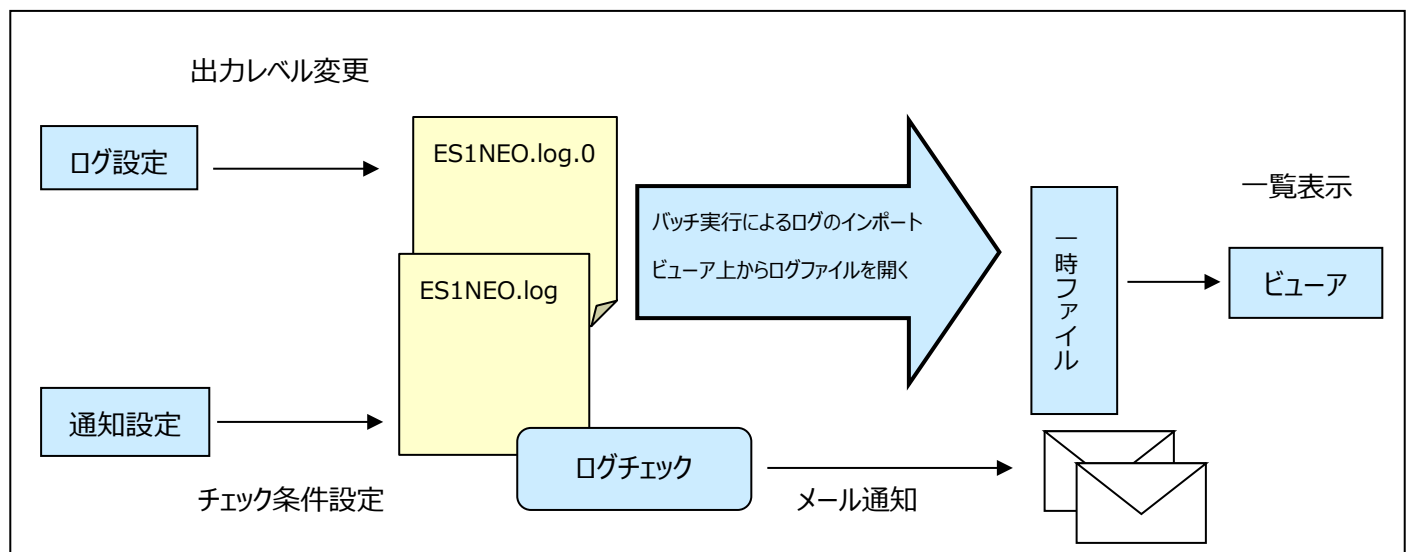 出力レベル変更
ログ設定
ES1NEO.log.0
ES1NEO.log
バッチ実行によるログのインポート
ビューア上からログファイルを開く
一時ファイル
一覧表示
ビューア
通知設定
チェック条件設定
ログチェック
メール通知